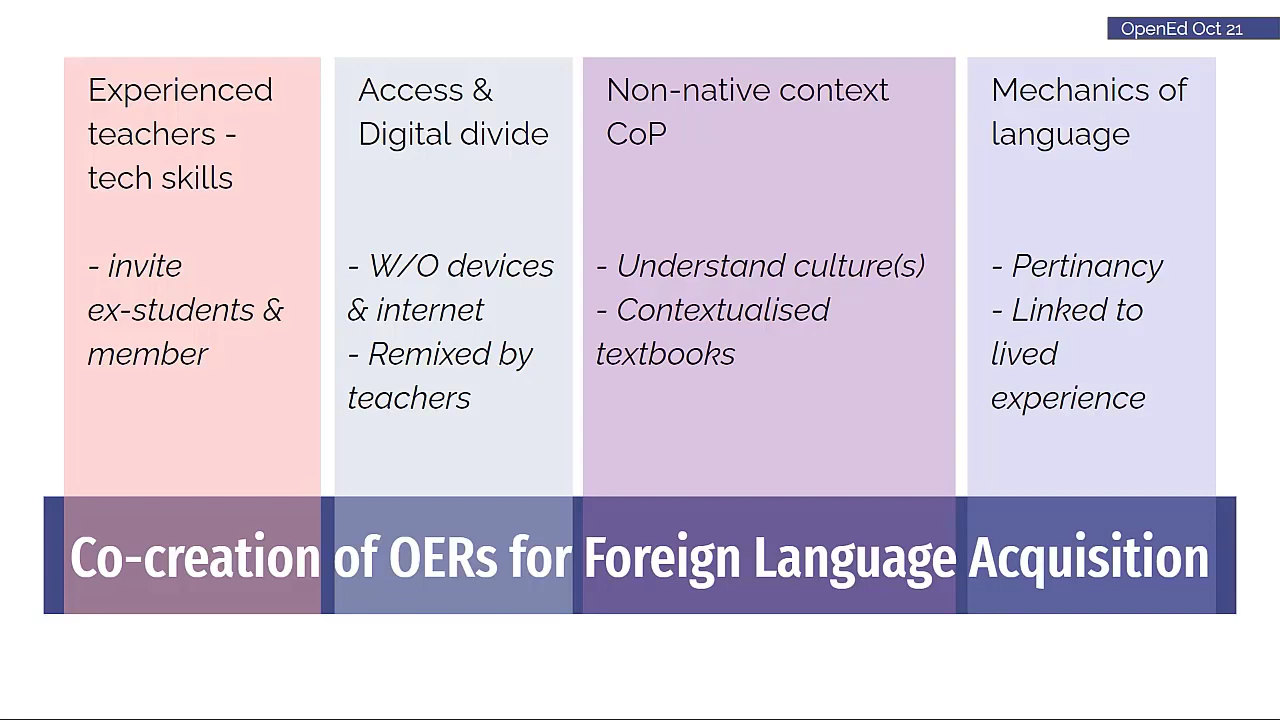 OpenEd Oct 21
Experienced
teachers -
tech skills
- invite
ex-students &
member
Access &
Digital divide
- W/O devices
& internet
- Remixed by
teachers
Non-native context
CoP
- Understand culture(s)
- Contextualised
textbooks
Mechanics of
language
- Pertinancy
- Linked to
lived
experience
Co-creation of OERs for Foreign Language Acquisition